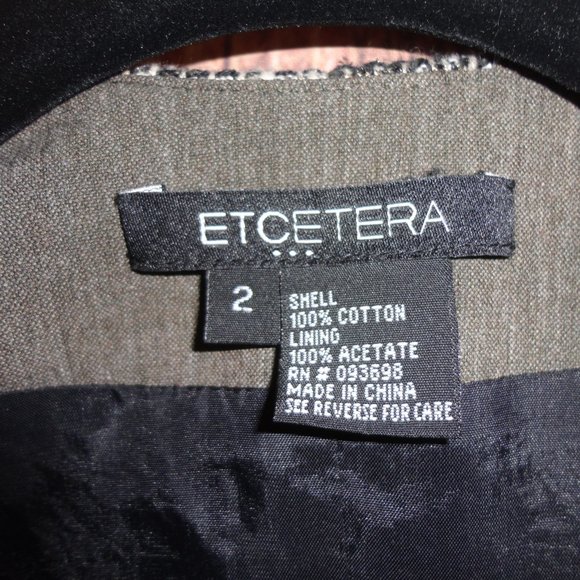 ETCETERA
2
SHELL
100% COTTON
LINING
100% ACETATE
RN # 093698
MADE IN CHINA
SEE REVERSE FOR CARE